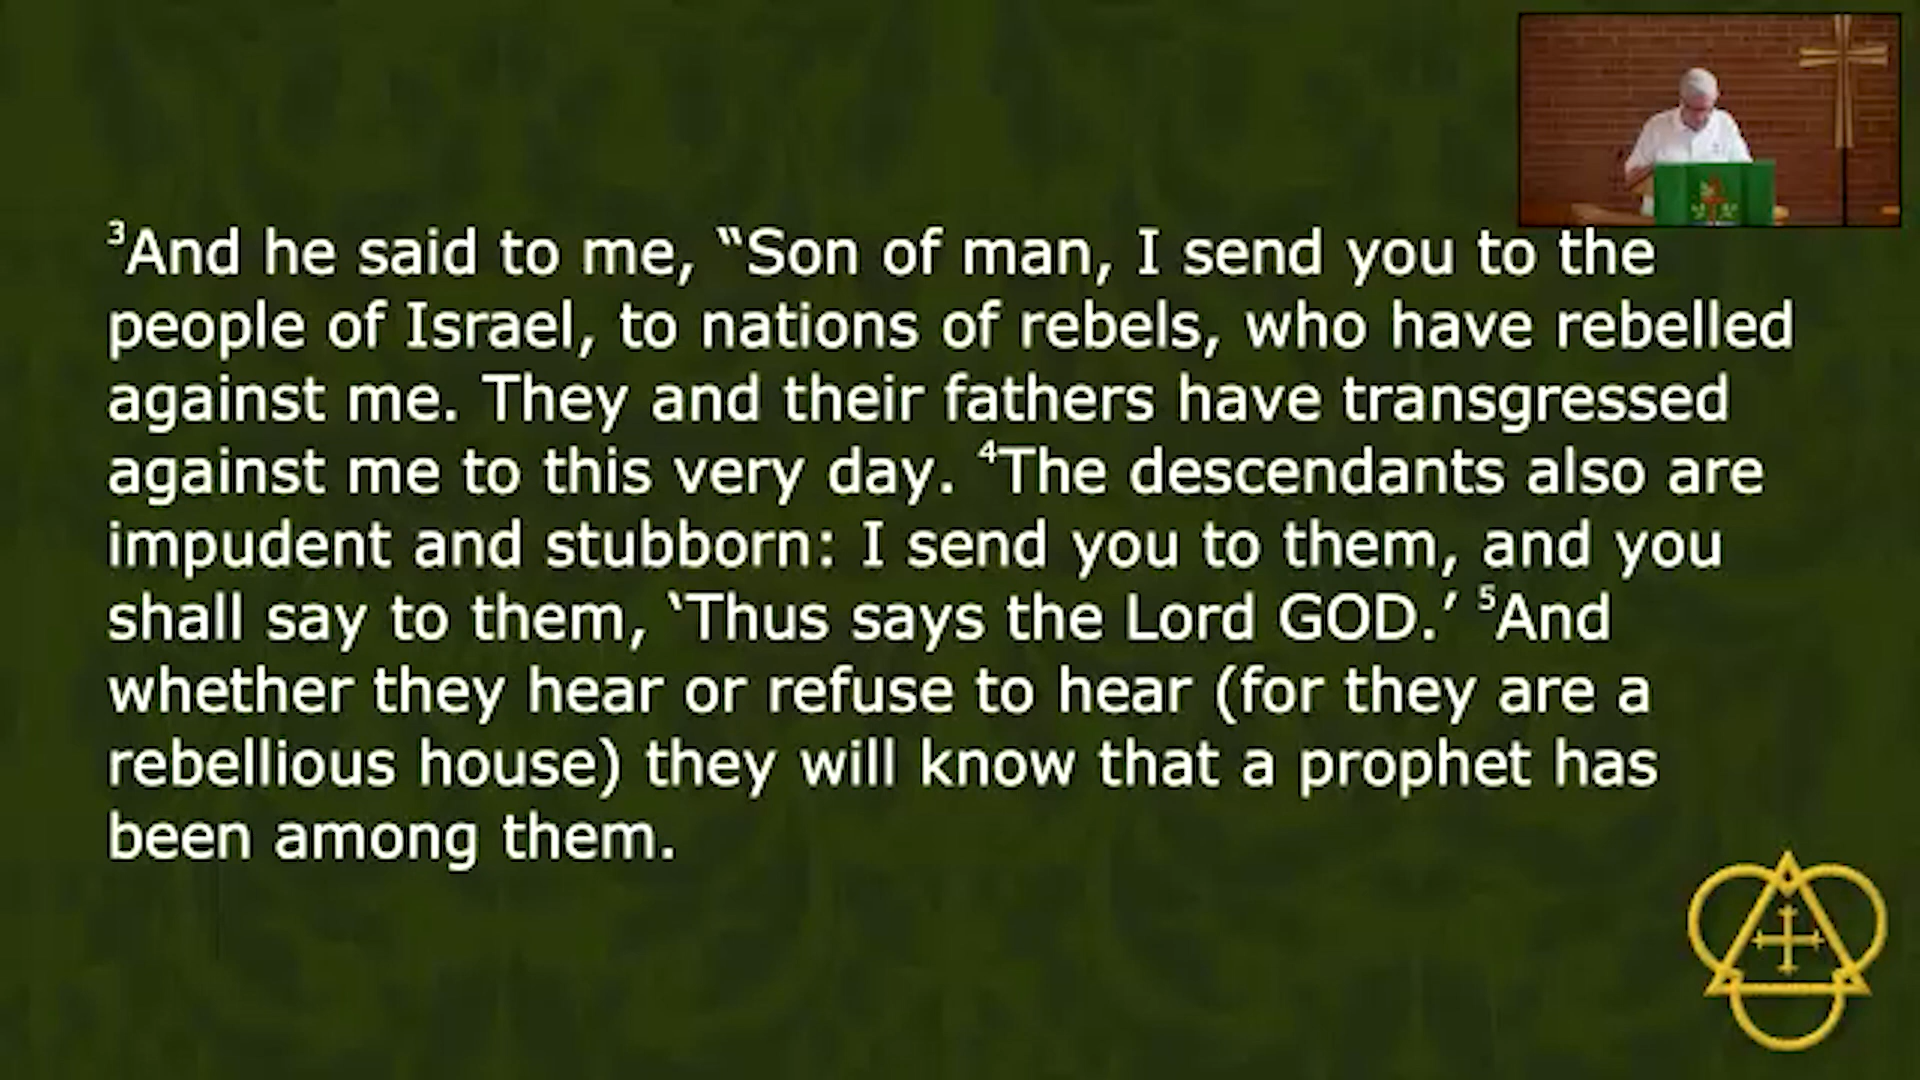 ³And he said to me, “Son of man, I send you to the
people of Israel, to nations of rebels, who have rebelled
against me. They and their fathers have transgressed
against me to this very day. ⁴The descendants also are
impudent and stubborn: I send you to them, and you
shall say to them, ‘Thus says the Lord GOD.’ ⁵And
whether they hear or refuse to hear (for they are a
rebellious house) they will know that a prophet has
been among them.